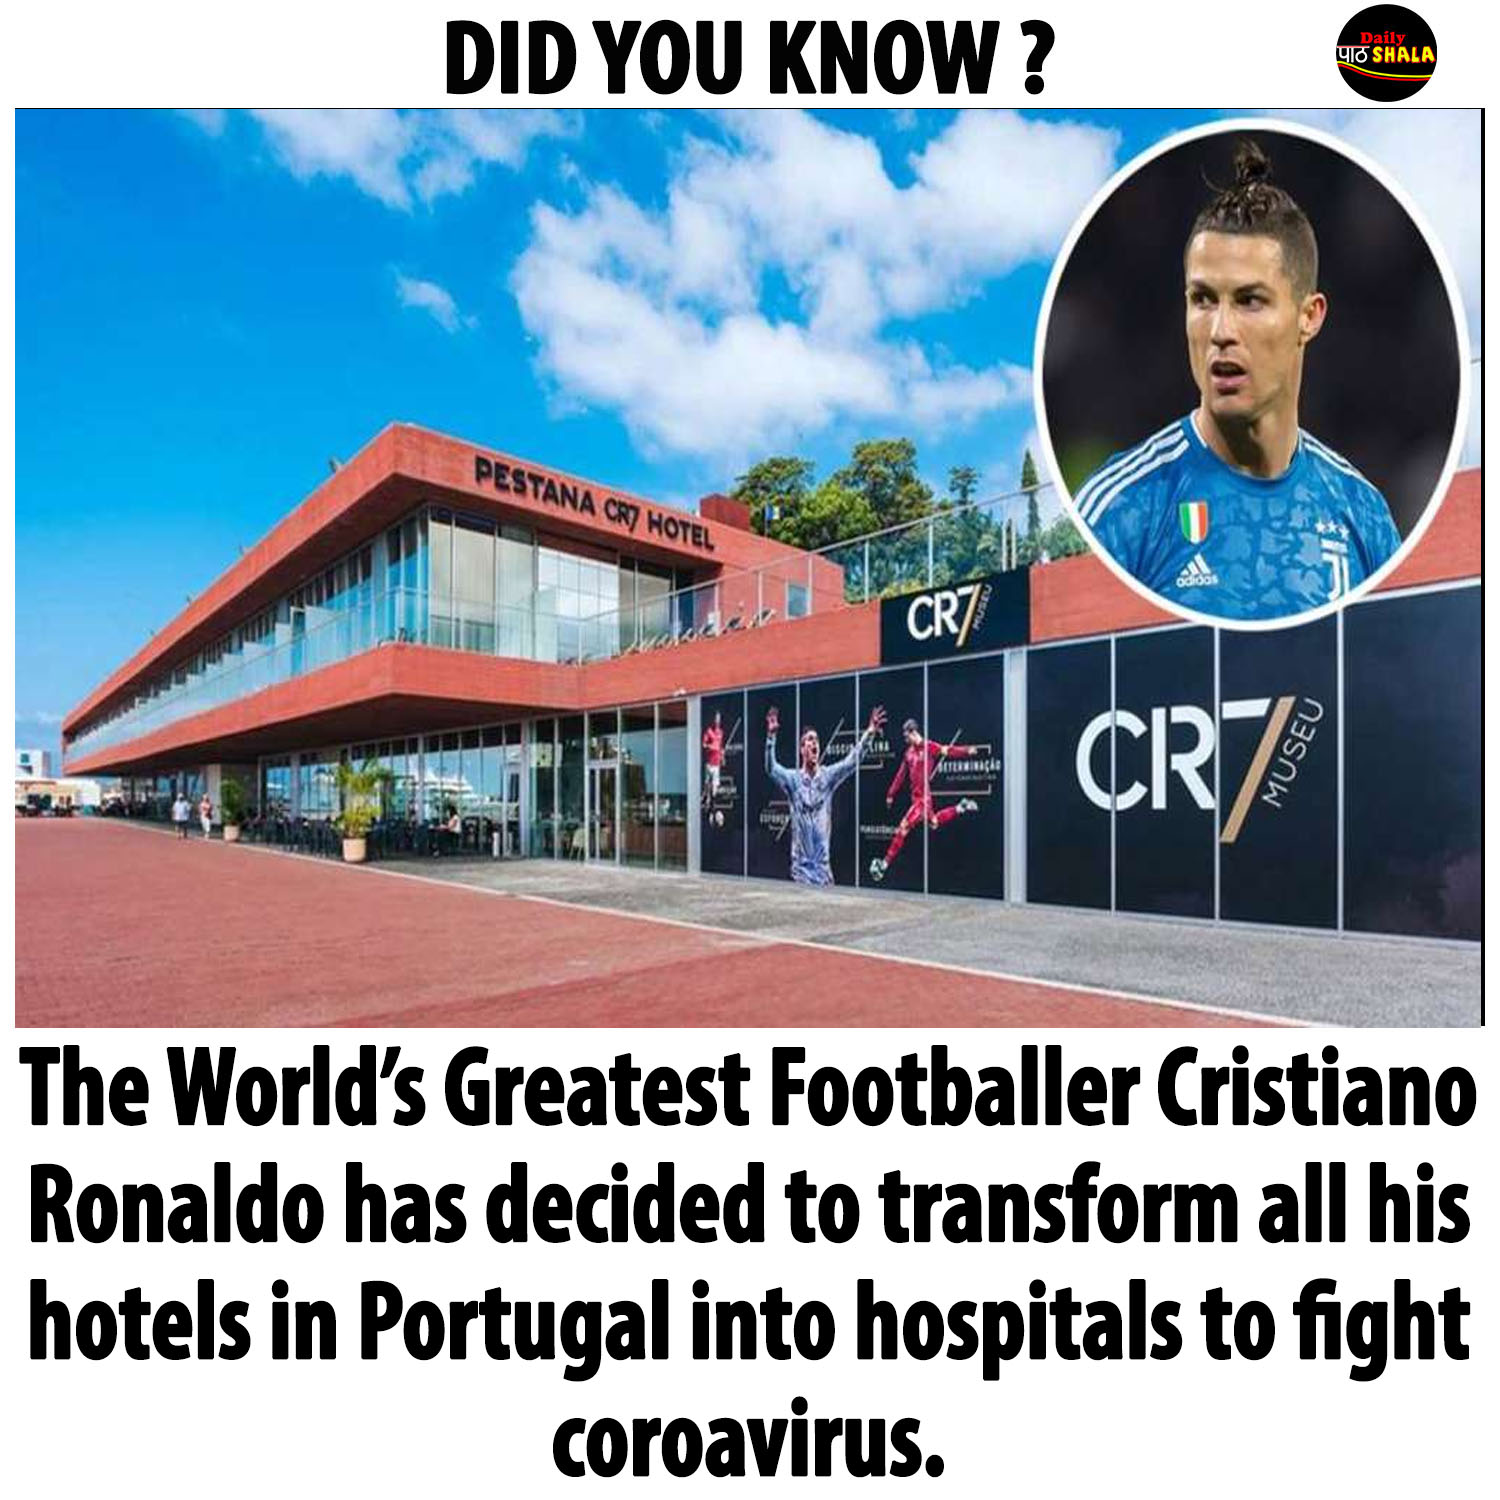 DID YOU KNOW ?
Daily
पाठ SHALA
PESTANA CR7 HOTEL
CR7 MUSEU
CR7 MUSEU
DETERMINAÇÃO
adidas
The World’s Greatest Footballer Cristiano
Ronaldo has decided to transform all his
hotels in Portugal into hospitals to fight
coroavirus.